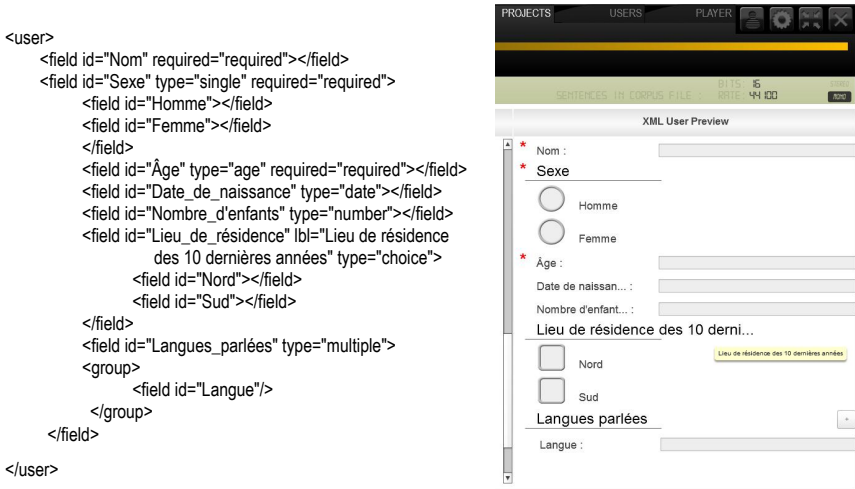 <user>
<field id="Nom" required="required"></field>
<field id="Sexe" type="single" required="required">
<field id="Homme"></field>
<field id="Femme"></field>
</field>
<field id="Âge" type="age" required="required"></field>
<field id="Date_de_naissance" type="date"></field>
<field id="Nombre_d'enfants" type="number"></field>
<field id="Lieu_de_résidence" lbl="Lieu de résidence
des 10 dernières années" type="choice">
<field id="Nord"></field>
<field id="Sud"></field>
</field>
<field id="Langues_parlées" type="multiple">
<group>
<field id="Langue"/>
</group>
</field>
</user>
PROJECTS USERS PLAYER
BITS: 16 STEREO
SENTENCES IN CORPUS FILE : RATE: 44100 MONO
XML User Preview
* Nom :
* Sexe
Homme
Femme
* Âge :
Date de naissan... :
Nombre d'enfant... :
Lieu de résidence des 10 derni...
Lieu de résidence des 10 dernières années
Nord
Sud
Langues parlées +
Langue :